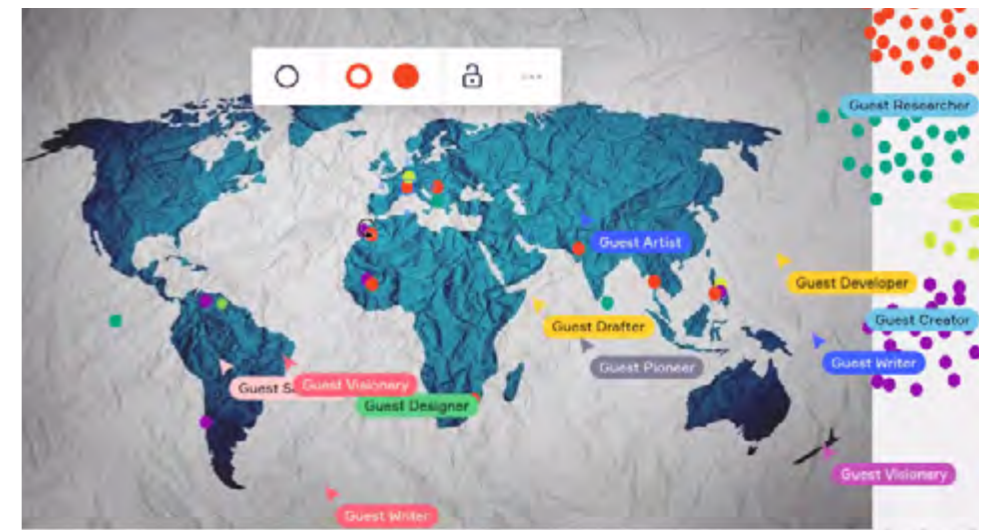 Guest Researcher
Guest Artist
Guest Developer
Guest Creator
Guest Drafter
Guest Writer
Guest Pioneer
Guest
Guest Visionary
Guest Designer
Guest Visionary
Guest Writer